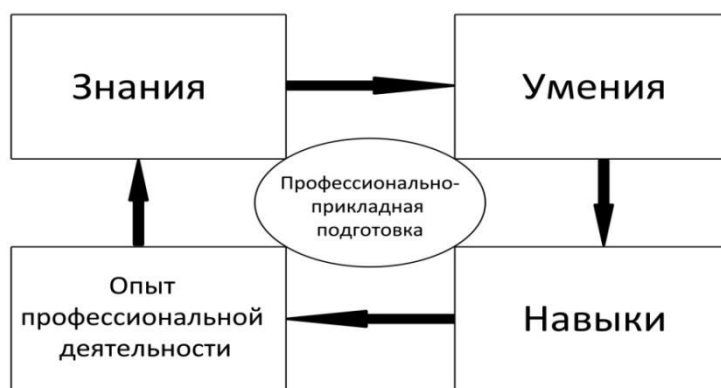 Знания
Умения
Профессионально-
прикладная
подготовка
Опыт
профессиональной
деятельности
Навыки